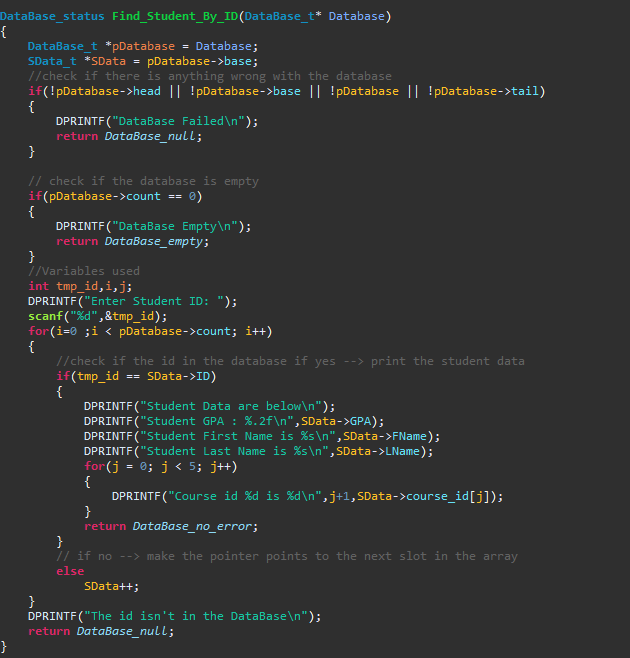 DataBase_status Find_Student_By_ID(DataBase_t* Database)
{
    DataBase_t *pDatabase = Database;
    SData_t *SData = pDatabase->base;
    //check if there is anything wrong with the database
    if(!pDatabase->head || !pDatabase->base || !pDatabase || !pDatabase->tail)
    {
        DPRINTF("DataBase Failed\n");
        return DataBase_null;
    }

    // check if the database is empty
    if(pDatabase->count == 0)
    {
        DPRINTF("DataBase Empty\n");
        return DataBase_empty;
    }
    //Variables used
    int tmp_id,i,j;
    DPRINTF("Enter Student ID: ");
    scanf("%d",&tmp_id);
    for(i=0 ;i < pDatabase->count; i++)
    {
        //check if the id in the database if yes --> print the student data
        if(tmp_id == SData->ID)
        {
            DPRINTF("Student Data are below\n");
            DPRINTF("Student GPA : %.2f\n",SData->GPA);
            DPRINTF("Student First Name is %s\n",SData->FName);
            DPRINTF("Student Last Name is %s\n",SData->LName);
            for(j = 0; j < 5; j++)
            {
                DPRINTF("Course id %d is %d\n",j+1,SData->course_id[j]);
            }
            return DataBase_no_error;
        }
        // if no --> make the pointer points to the next slot in the array
        else
            SData++;
    }
    DPRINTF("The id isn't in the DataBase\n");
    return DataBase_null;
}